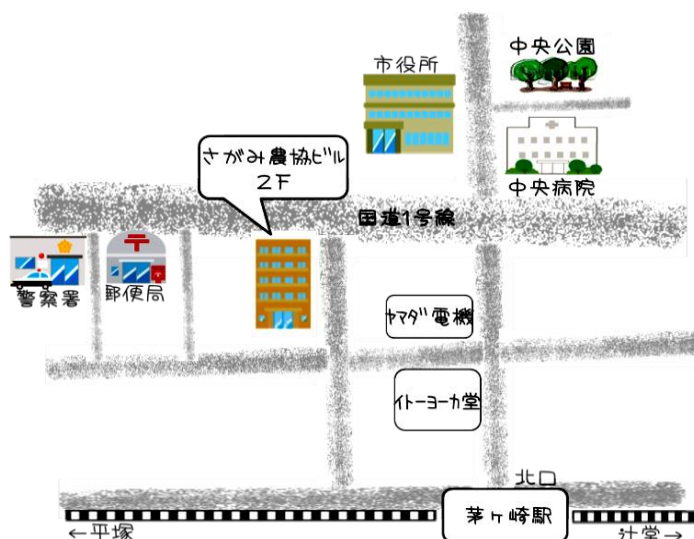 中央公園
市役所
さがみ農協ビル
2F
中央病院
国道1号線
警察署
郵便局
ヤマダ電機
イトーヨーカ堂
北口
茅ヶ崎駅
←平塚
辻堂→